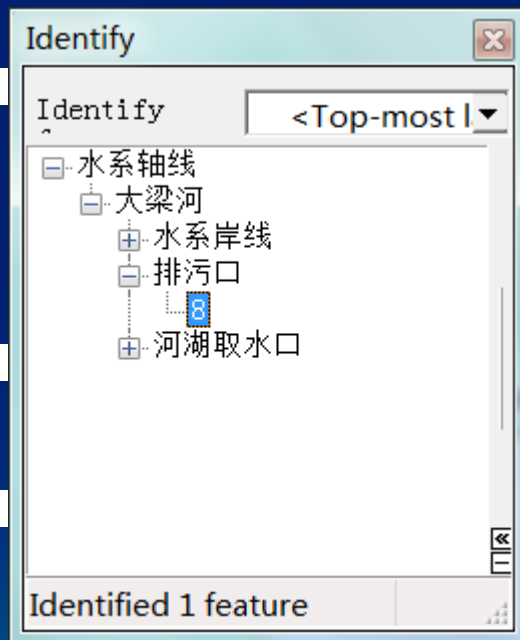 Identify
Identify
<Top-most l
水系轴线
大梁河
水系岸线
排污口
8
河湖取水口
Identified 1 feature